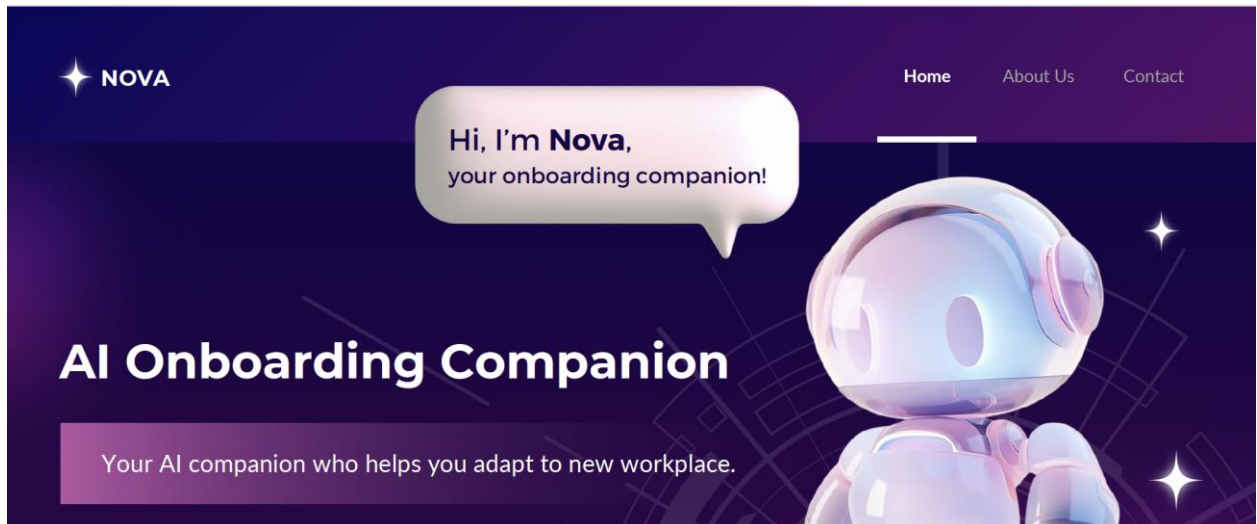 NOVA
Home About Us Contact
Hi, I'm Nova,
your onboarding companion!
AI Onboarding Companion
Your AI companion who helps you adapt to new workplace.